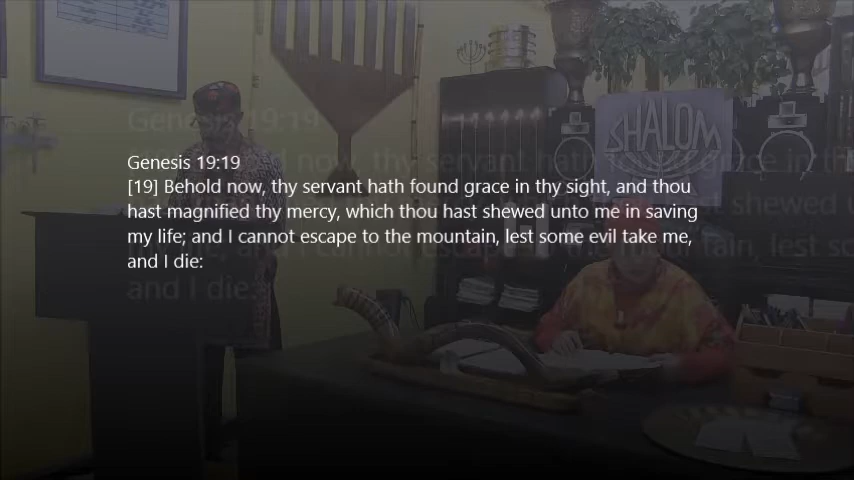 SHALOM
Genesis 19:19
[19] Behold now, thy servant hath found grace in thy sight, and thou
hast magnified thy mercy, which thou hast shewed unto me in saving
my life; and I cannot escape to the mountain, lest some evil take me,
and I die: